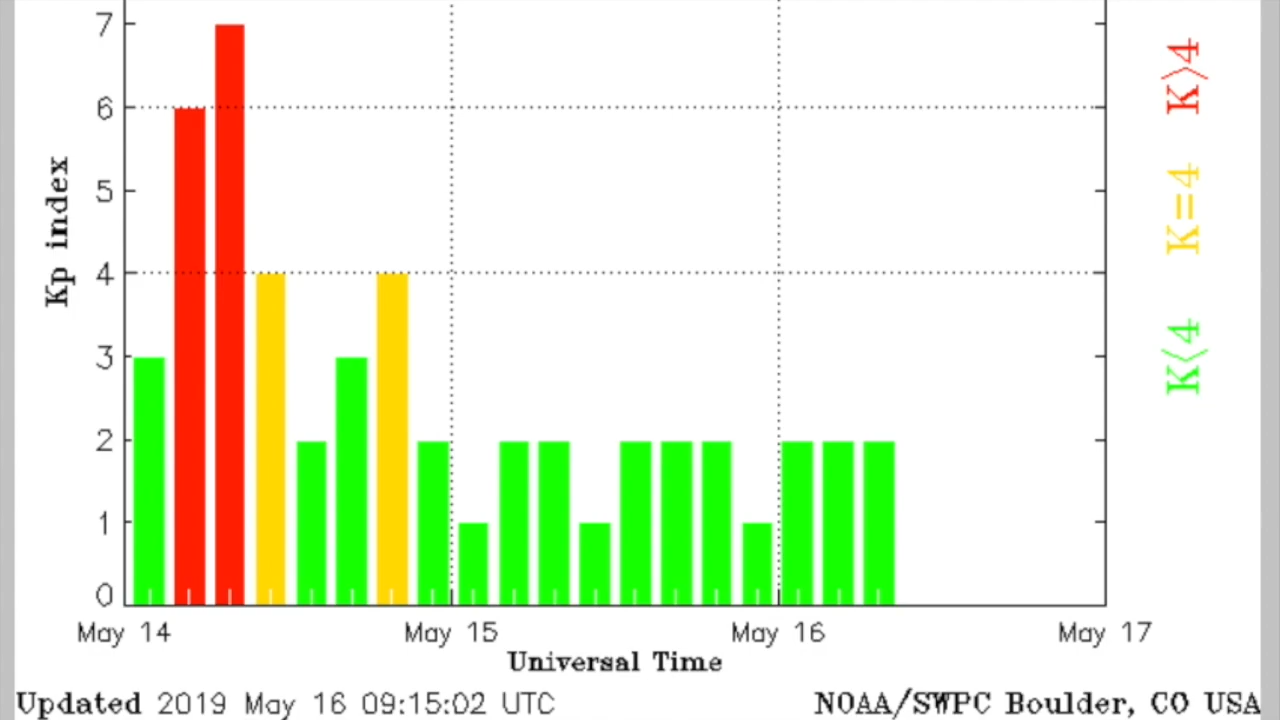 7
6
5
4
3
2
1
0
Kp index
May 14 May 15 May 16 May 17
Universal Time
Updated 2019 May 16 09:15:02 UTC
NOAA/SWPC Boulder, CO USA
K<4 K=4 K>4